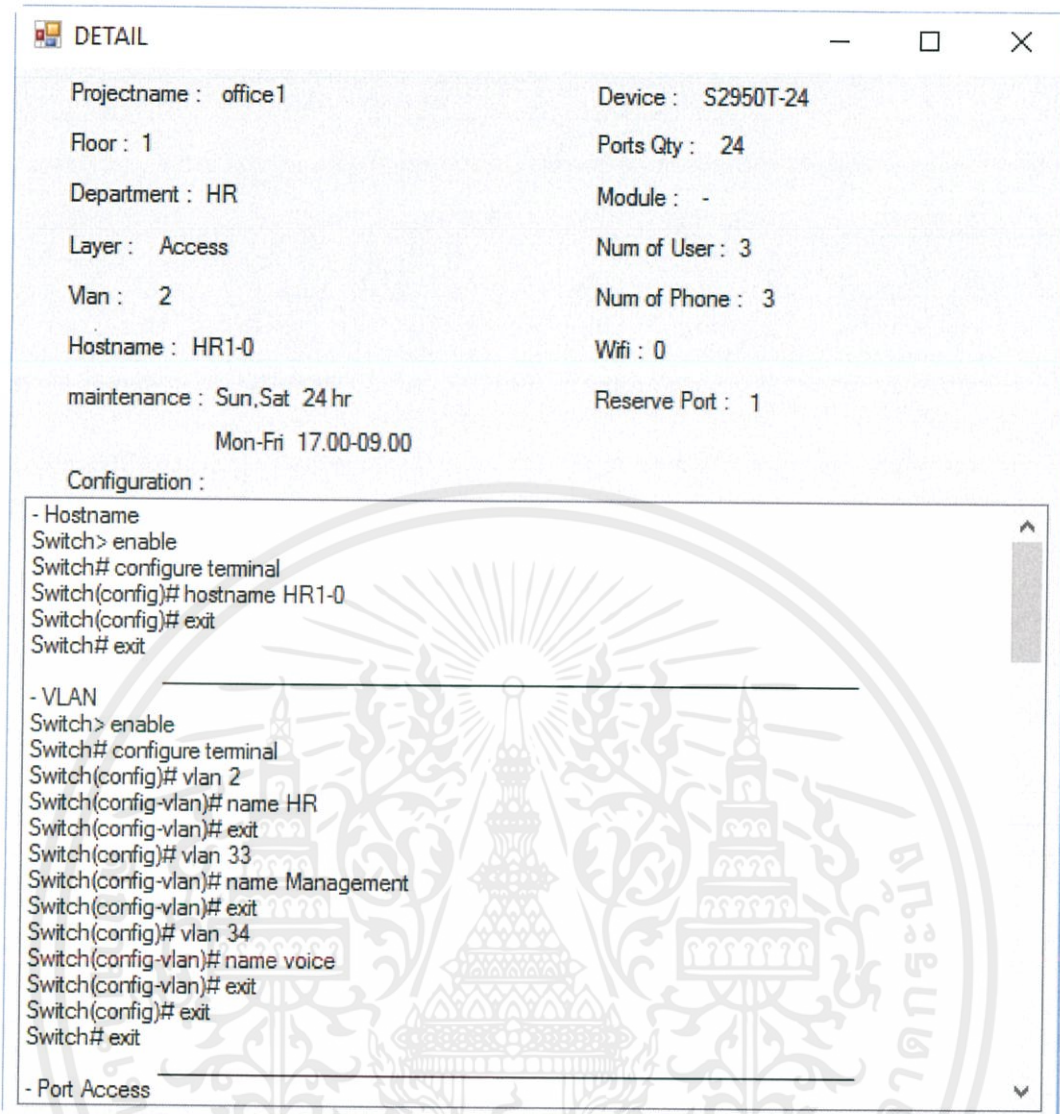 DETAIL
Projectname : office1
Device : S2950T-24
Floor : 1
Ports Qty : 24
Department : HR
Module : -
Layer : Access
Num of User : 3
Vlan : 2
Num of Phone : 3
Hostname : HR1-0
Wifi : 0
maintenance : Sun,Sat 24 hr
Reserve Port : 1
Mon-Fri 17.00-09.00
Configuration :
- Hostname
Switch> enable
Switch# configure terminal
Switch(config)# hostname HR1-0
Switch(config)# exit
Switch# exit
- VLAN
Switch> enable
Switch# configure terminal
Switch(config)# vlan 2
Switch(config-vlan)# name HR
Switch(config-vlan)# exit
Switch(config)# vlan 33
Switch(config-vlan)# name Management
Switch(config-vlan)# exit
Switch(config)# vlan 34
Switch(config-vlan)# name voice
Switch(config-vlan)# exit
Switch(config)# exit
Switch# exit
- Port Access